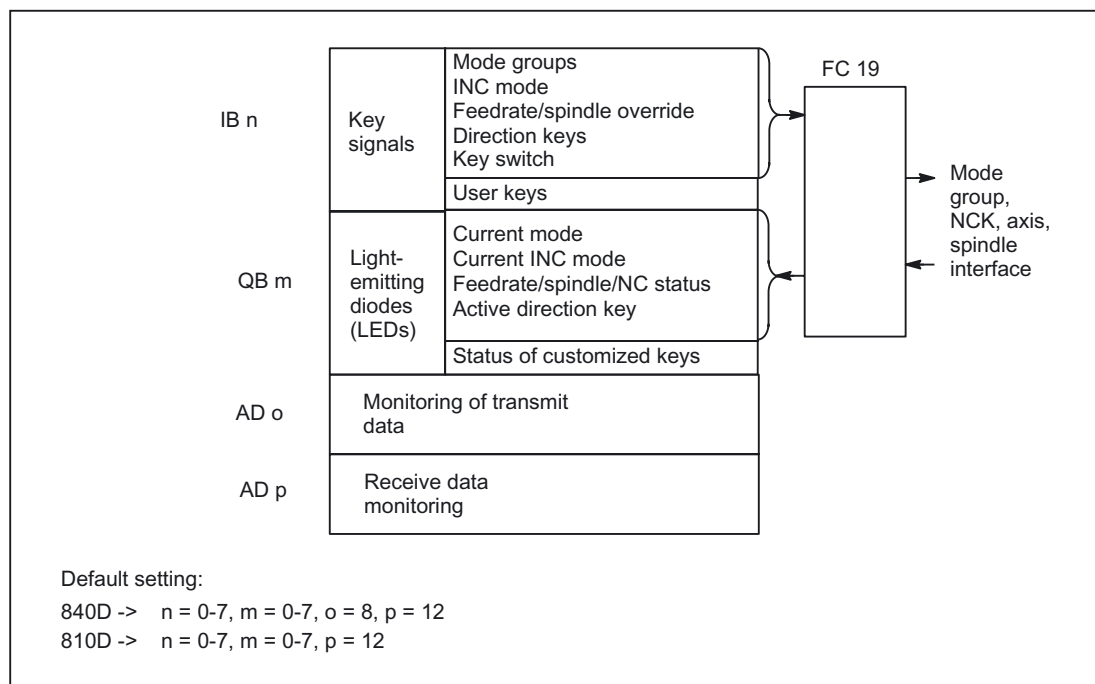 IB n
Key
signals
Mode groups
INC mode
Feedrate/spindle override
Direction keys
Key switch
User keys
FC 19
Mode
group,
NCK, axis,
spindle
interface
QB m
Light-
emitting
diodes
(LEDs)
Current mode
Current INC mode
Feedrate/spindle/NC status
Active direction key
Status of customized keys
AD o
Monitoring of transmit
data
AD p
Receive data
monitoring
Default setting:
840D -> n = 0-7, m = 0-7, o = 8, p = 12
810D -> n = 0-7, m = 0-7, p = 12